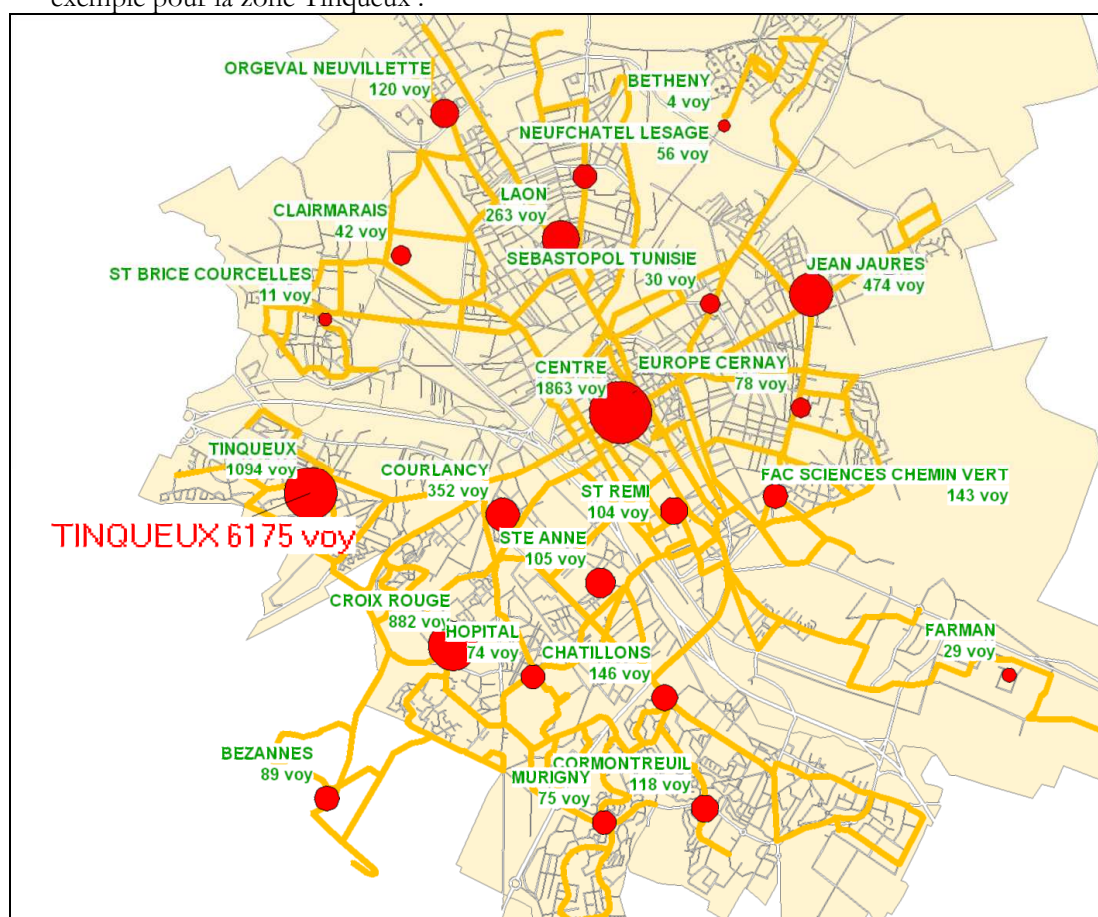 exemple pour la zone Tinqueux :
ORGEVAL NEUVILLETTE
120 voy
BETHENY
4 voy
NEUFCHATEL LESAGE
56 voy
LAON
263 voy
CLAIRMARAIS
42 voy
SEBASTOPOL TUNISIE
30 voy
JEAN JAURES
474 voy
ST BRICE COURCELLES
11 voy
CENTRE
1863 voy
EUROPE CERNAY
78 voy
TINQUEUX
1094 voy
COURLANCY
352 voy
FAC SCIENCES CHEMIN VERT
143 voy
ST REMI
104 voy
TINQUEUX 6175 voy
STE ANNE
105 voy
CROIX ROUGE
882 voy
HOPITAL
74 voy
CHATILLONS
146 voy
FARMAN
29 voy
BEZANNES
89 voy
CORMONTREUIL
118 voy
MURIGNY
75 voy